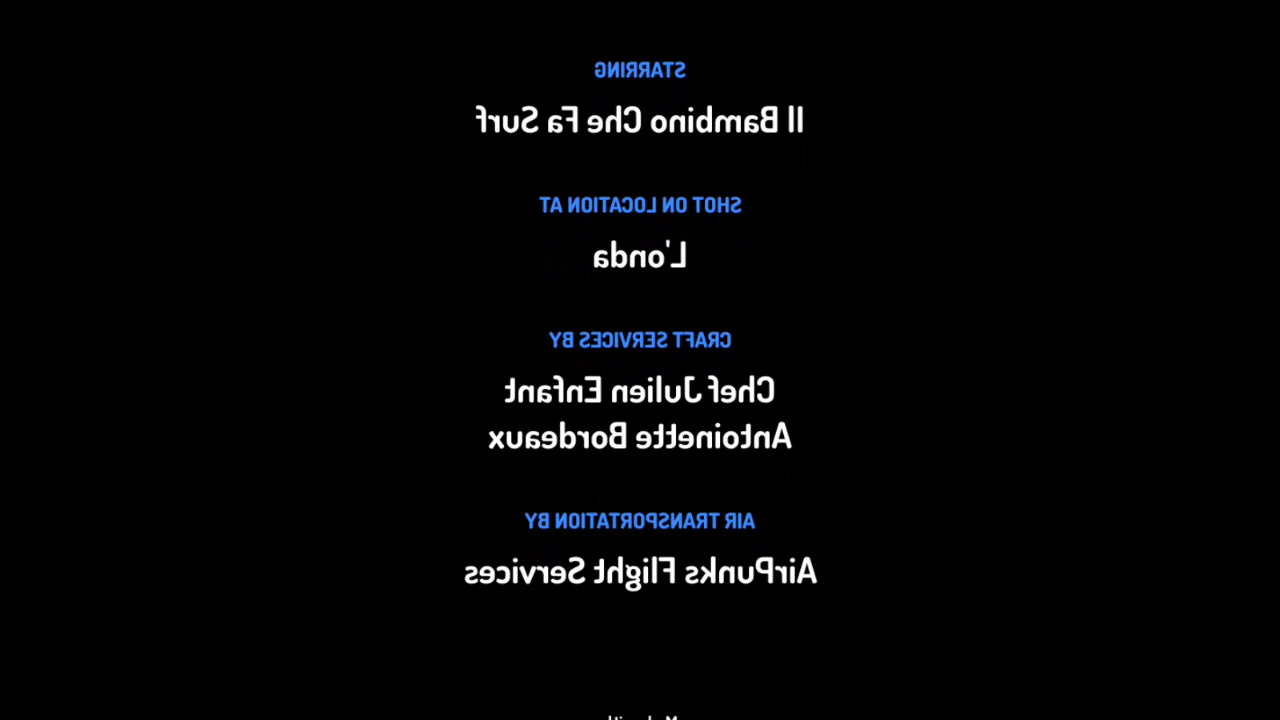 STARRING
Il Bambino Che Fa Surf
SHOT ON LOCATION AT
L'onda
CRAFT SERVICES BY
Chef Julien Enfant
Antoinette Bordeaux
AIR TRANSPORTATION BY
AirPunks Flight Services